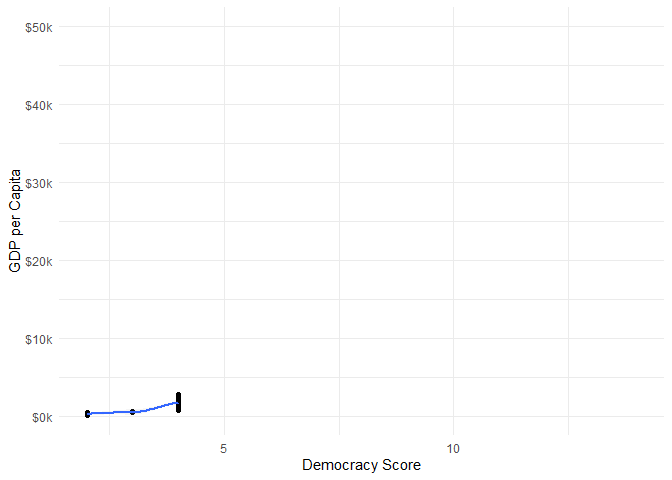 $50k
$40k
$30k
$20k
$10k
$0k
GDP per Capita
5
10
Democracy Score